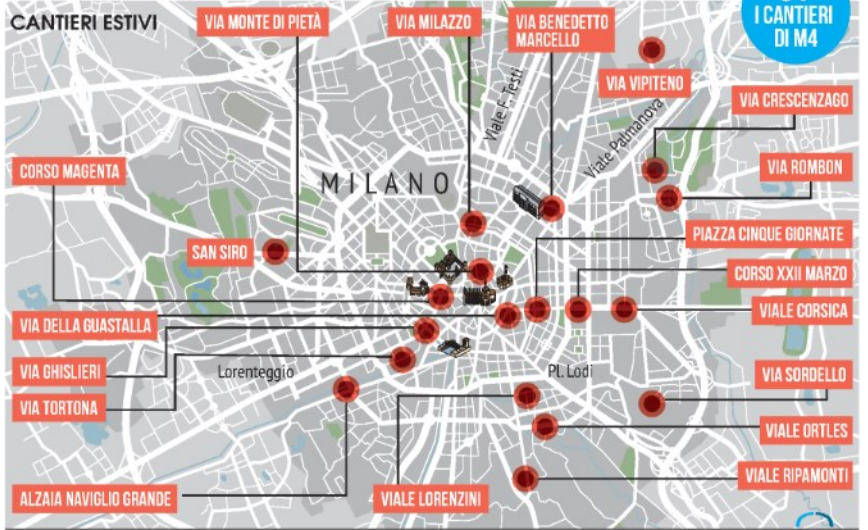 CANTIERI ESTIVI
VIA MONTE DI PIETÀ
VIA MILAZZO
VIA BENEDETTO
MARCELLO
I CANTIERI
DI M4
VIA VIPITENO
VIA CRESCENZAGO
Viale F. Testi
Viale Palmanova
CORSO MAGENTA
MILANO
VIA ROMBON
SAN SIRO
PIAZZA CINQUE GIORNATE
CORSO XXII MARZO
VIALE CORSICA
VIA DELLA GUASTALLA
VIA GHISLIERI
Lorenteggio
Pl. Lodi
VIA SORDELLO
VIA TORTONA
VIALE ORTLES
VIALE RIPAMONTI
ALZAIA NAVIGLIO GRANDE
VIALE LORENZINI